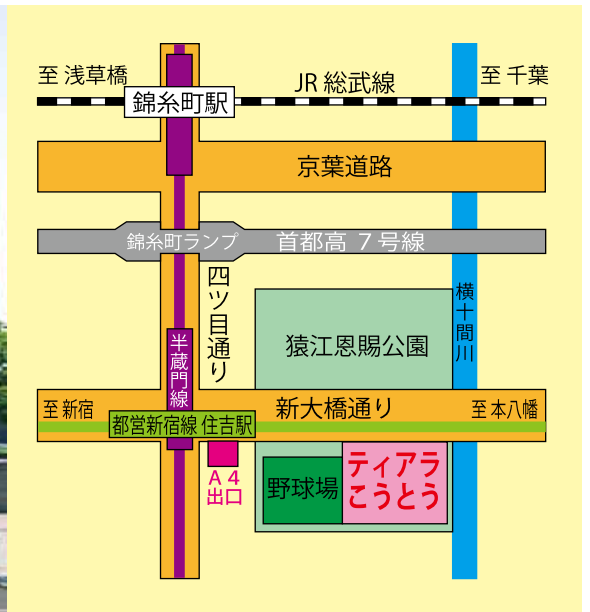 至 浅草橋
JR 総武線
至 千葉
錦糸町駅
京葉道路
錦糸町ランプ
首都高 7号線
四ツ目通り
横十間川
猿江恩賜公園
半蔵門線
至 新宿
新大橋通り
至 本八幡
都営新宿線 住吉駅
A4
出口
野球場
ティアラ
こうとう